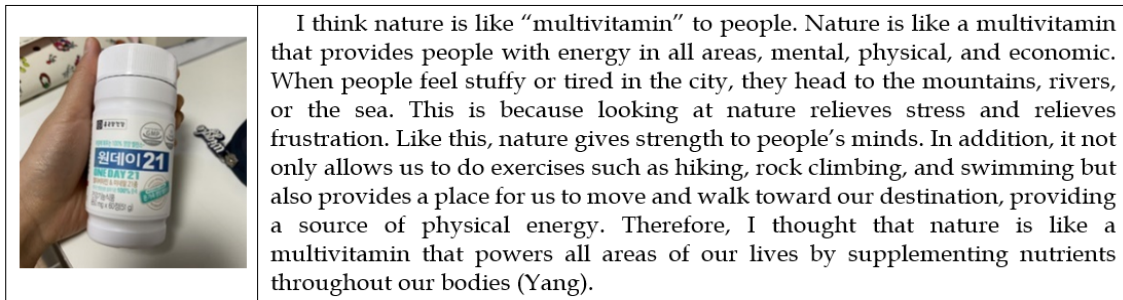 원데이21
ONE DAY 21
I think nature is like “multivitamin” to people. Nature is like a multivitamin
that provides people with energy in all areas, mental, physical, and economic.
When people feel stuffy or tired in the city, they head to the mountains, rivers,
or the sea. This is because looking at nature relieves stress and relieves
frustration. Like this, nature gives strength to people’s minds. In addition, it not
only allows us to do exercises such as hiking, rock climbing, and swimming but
also provides a place for us to move and walk toward our destination, providing
a source of physical energy. Therefore, I thought that nature is like a
multivitamin that powers all areas of our lives by supplementing nutrients
throughout our bodies (Yang).